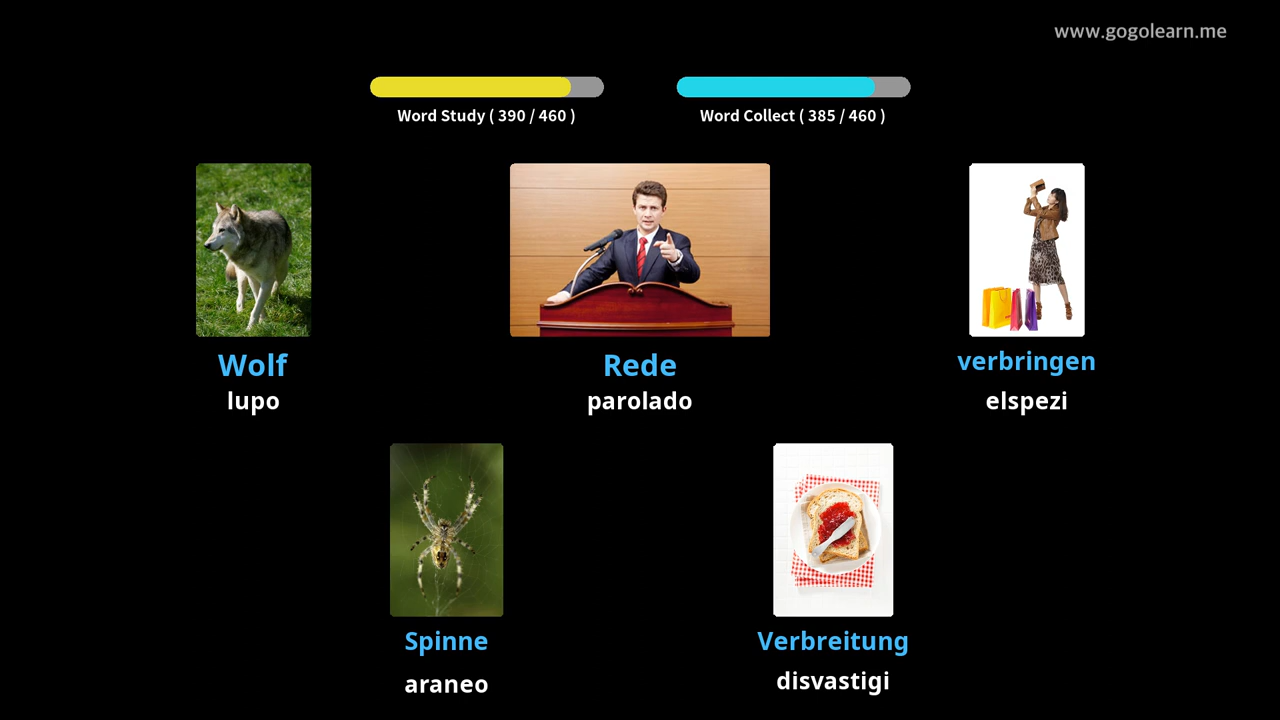 www.gogolearn.me
Word Study ( 390 / 460 )
Word Collect ( 385 / 460 )
Wolf
lupo
Rede
parolado
verbringen
elspezi
Spinne
araneo
Verbreitung
disvastigi